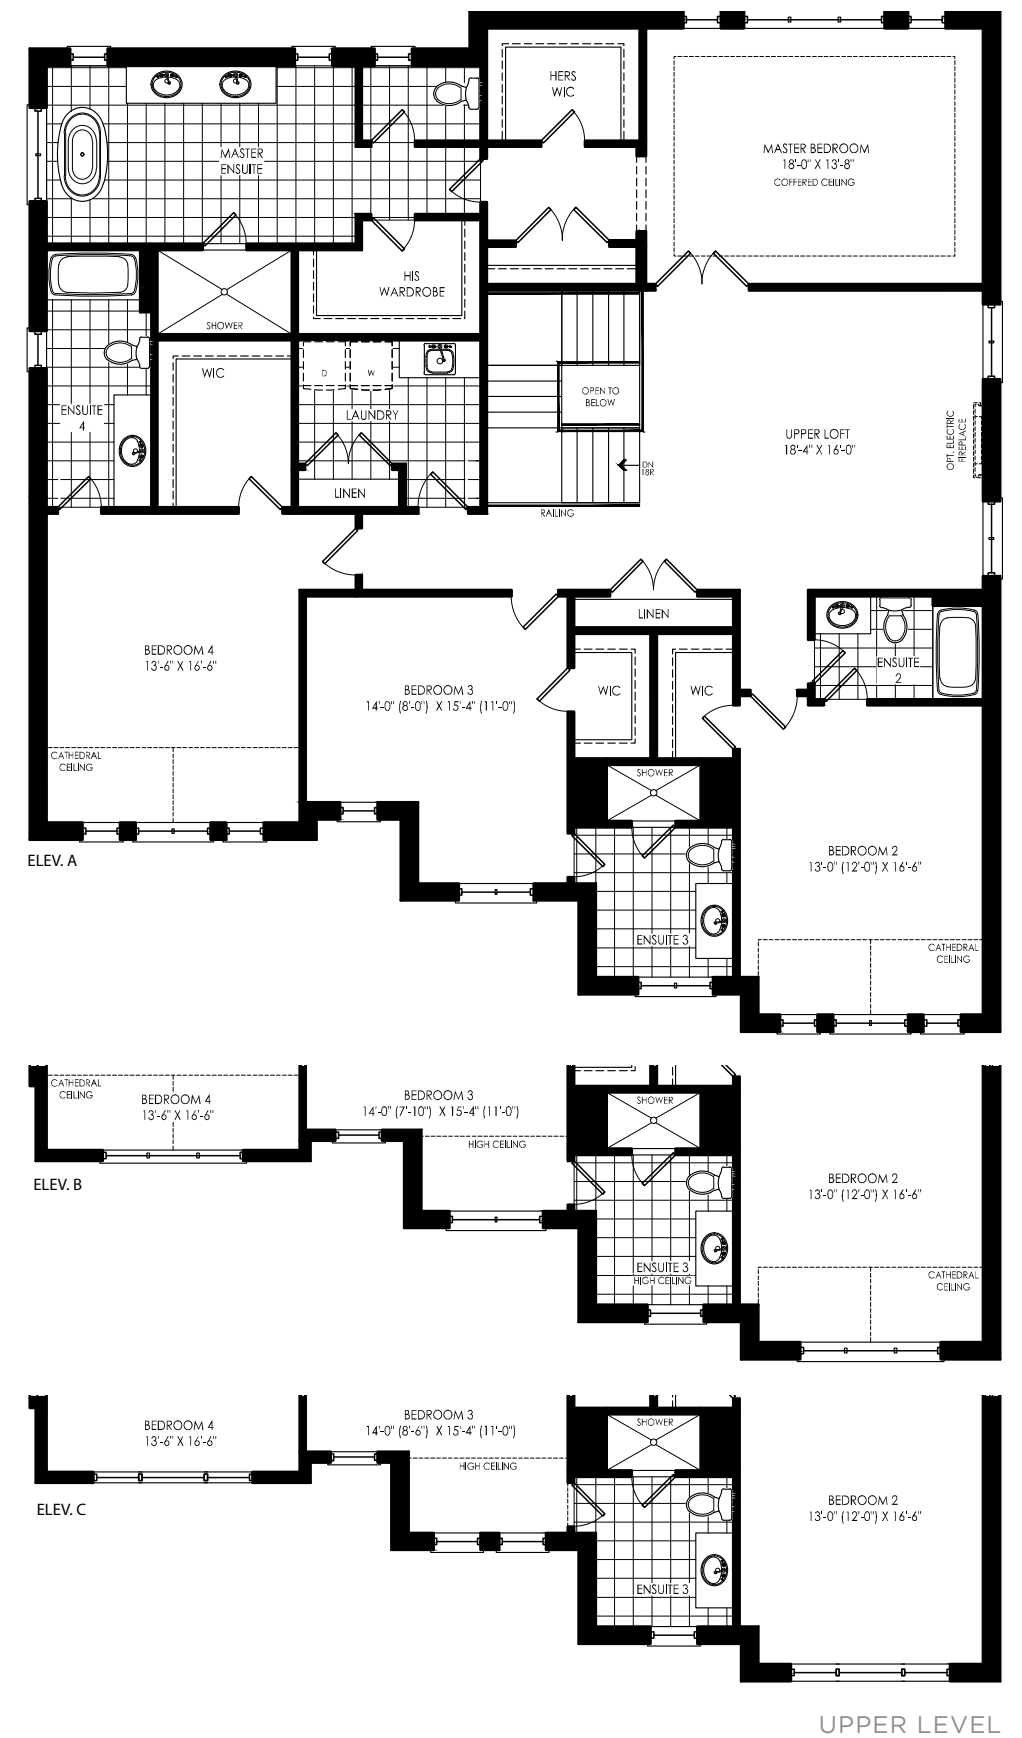 HERS
WIC
MASTER BEDROOM
18'-0" X 13'-8"
COFFERED CEILING
MASTER
ENSUITE
HIS
WARDROBE
SHOWER
WIC
D
W
LAUNDRY
LINEN
ENSUITE
4
OPEN TO
BELOW
DN
18R
RAILING
UPPER LOFT
18'-4" X 16'-0"
OPT. ELECTRIC
FIREPLACE
LINEN
BEDROOM 4
13'-6" X 16'-6"
CATHEDRAL
CEILING
BEDROOM 3
14'-0" (8'-0") X 15'-4" (11'-0")
WIC
WIC
ENSUITE
2
SHOWER
BEDROOM 2
13'-0" (12'-0") X 16'-6"
ENSUITE 3
CATHEDRAL
CEILING
ELEV. A
CATHEDRAL
CEILING
BEDROOM 4
13'-6" X 16'-6"
BEDROOM 3
14'-0" (7'-10") X 15'-4" (11'-0")
HIGH CEILING
SHOWER
ENSUITE 3
HIGH CEILING
BEDROOM 2
13'-0" (12'-0") X 16'-6"
CATHEDRAL
CEILING
ELEV. B
BEDROOM 4
13'-6" X 16'-6"
BEDROOM 3
14'-0" (8'-6") X 15'-4" (11'-0")
HIGH CEILING
SHOWER
ENSUITE 3
BEDROOM 2
13'-0" (12'-0") X 16'-6"
ELEV. C
UPPER LEVEL